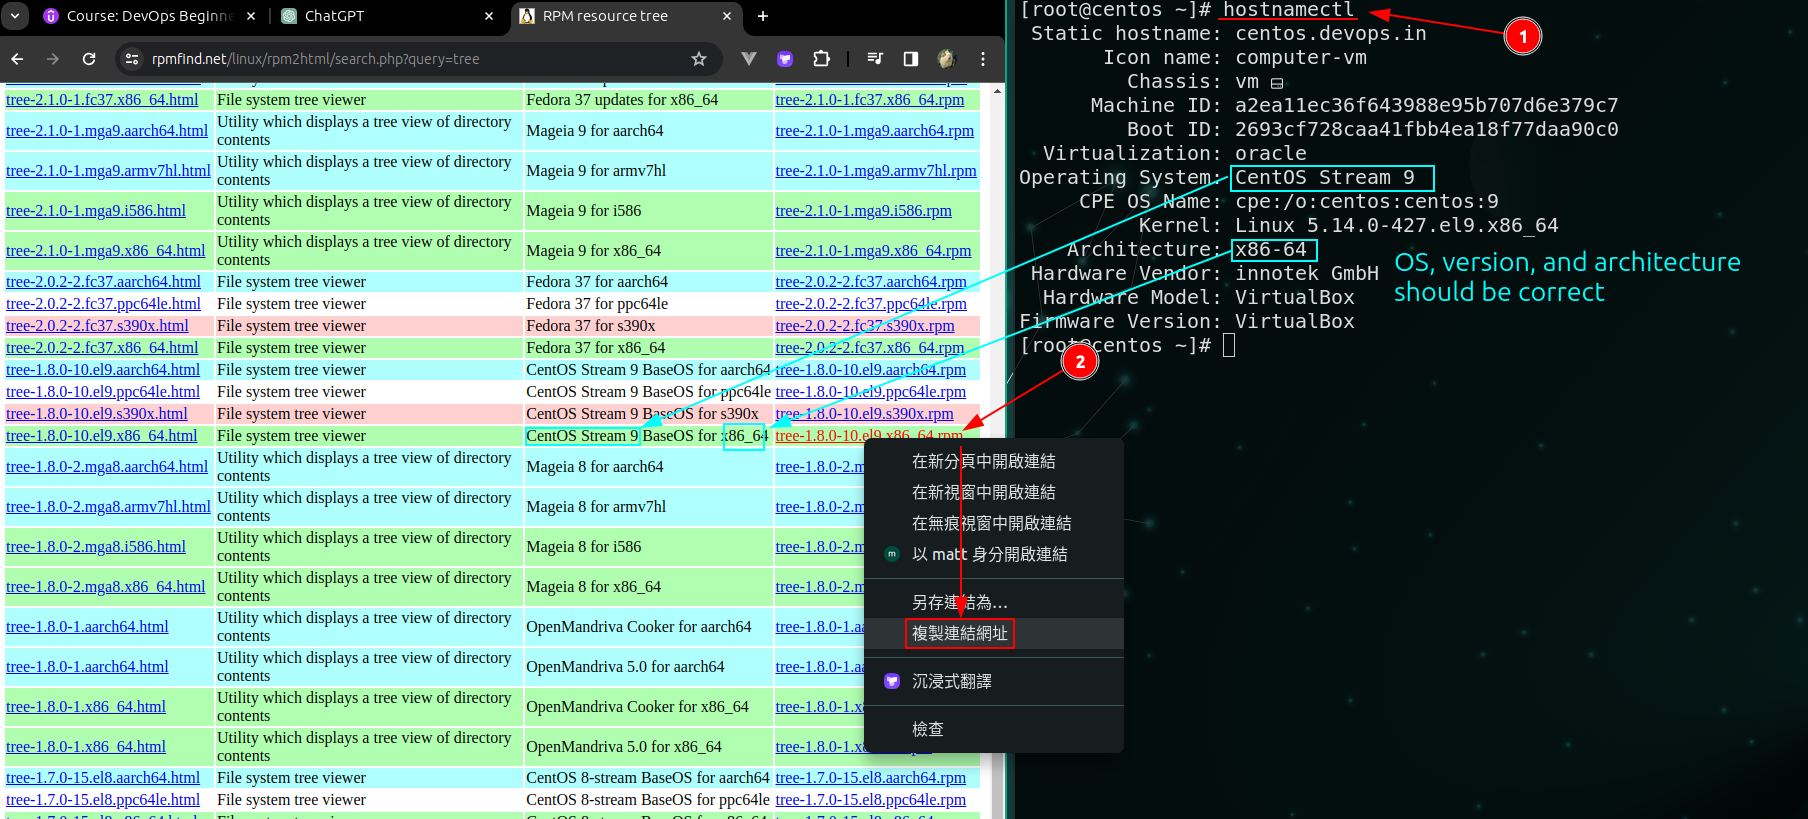 Course: DevOps Beginne
ChatGPT
RPM resource tree
rpmfind.net/linux/rpm2html/search.php?query=tree
tree-2.1.0-1.fc37.x86_64.html File system tree viewer Fedora 37 updates for x86_64 tree-2.1.0-1.fc37.x86_64.rpm
tree-2.1.0-1.mga9.aarch64.html Utility which displays a tree view of directory contents Mageia 9 for aarch64 tree-2.1.0-1.mga9.aarch64.rpm
tree-2.1.0-1.mga9.armv7hl.html Utility which displays a tree view of directory contents Mageia 9 for armv7hl tree-2.1.0-1.mga9.armv7hl.rpm
tree-2.1.0-1.mga9.i586.html Utility which displays a tree view of directory contents Mageia 9 for i586 tree-2.1.0-1.mga9.i586.rpm
tree-2.1.0-1.mga9.x86_64.html Utility which displays a tree view of directory contents Mageia 9 for x86_64 tree-2.1.0-1.mga9.x86_64.rpm
tree-2.0.2-2.fc37.aarch64.html File system tree viewer Fedora 37 for aarch64 tree-2.0.2-2.fc37.aarch64.rpm
tree-2.0.2-2.fc37.ppc64le.html File system tree viewer Fedora 37 for ppc64le tree-2.0.2-2.fc37.ppc64le.rpm
tree-2.0.2-2.fc37.s390x.html File system tree viewer Fedora 37 for s390x tree-2.0.2-2.fc37.s390x.rpm
tree-2.0.2-2.fc37.x86_64.html File system tree viewer Fedora 37 for x86_64 tree-2.0.2-2.fc37.x86_64.rpm
tree-1.8.0-10.el9.aarch64.html File system tree viewer CentOS Stream 9 BaseOS for aarch64 tree-1.8.0-10.el9.aarch64.rpm
tree-1.8.0-10.el9.ppc64le.html File system tree viewer CentOS Stream 9 BaseOS for ppc64le tree-1.8.0-10.el9.ppc64le.rpm
tree-1.8.0-10.el9.s390x.html File system tree viewer CentOS Stream 9 BaseOS for s390x tree-1.8.0-10.el9.s390x.rpm
tree-1.8.0-10.el9.x86_64.html File system tree viewer CentOS Stream 9 BaseOS for x86_64 tree-1.8.0-10.el9.x86_64.rpm
tree-1.8.0-2.mga8.aarch64.html Utility which displays a tree view of directory contents Mageia 8 for aarch64 tree-1.8.0-2.m
tree-1.8.0-2.mga8.armv7hl.html Utility which displays a tree view of directory contents Mageia 8 for armv7hl tree-1.8.0-2.m
tree-1.8.0-2.mga8.i586.html Utility which displays a tree view of directory contents Mageia 8 for i586 tree-1.8.0-2.m
tree-1.8.0-2.mga8.x86_64.html Utility which displays a tree view of directory contents Mageia 8 for x86_64 tree-1.8.0-2.m
tree-1.8.0-1.aarch64.html Utility which displays a tree view of directory contents OpenMandriva Cooker for aarch64 tree-1.8.0-1.aa
tree-1.8.0-1.aarch64.html Utility which displays a tree view of directory contents OpenMandriva 5.0 for aarch64 tree-1.8.0-1.aa
tree-1.8.0-1.x86_64.html Utility which displays a tree view of directory contents OpenMandriva Cooker for x86_64 tree-1.8.0-1.x8
tree-1.8.0-1.x86_64.html Utility which displays a tree view of directory contents OpenMandriva 5.0 for x86_64 tree-1.8.0-1.x
tree-1.7.0-15.el8.aarch64.html File system tree viewer CentOS 8-stream BaseOS for aarch64 tree-1.7.0-15.el8.aarch64.rpm
tree-1.7.0-15.el8.ppc64le.html File system tree viewer CentOS 8-stream BaseOS for ppc64le tree-1.7.0-15.el8.ppc64le.rpm
在新分頁中開啟連結
在新視窗中開啟連結
在無痕視窗中開啟連結
m 以 matt 身分開啟連結
另存連結為...
複製連結網址
沉浸式翻譯
檢查
[root@centos ~]# hostnamectl
1
Static hostname: centos.devops.in
Icon name: computer-vm
Chassis: vm
Machine ID: a2ea11ec36f643988e95b707d6e379c7
Boot ID: 2693cf728caa41fbb4ea18f77daa90c0
Virtualization: oracle
Operating System: CentOS Stream 9
CPE OS Name: cpe:/o:centos:centos:9
Kernel: Linux 5.14.0-427.el9.x86_64
Architecture: x86-64
Hardware Vendor: innotek GmbH
Hardware Model: VirtualBox
Firmware Version: VirtualBox
[root@centos ~]#
2
OS, version, and architecture
should be correct